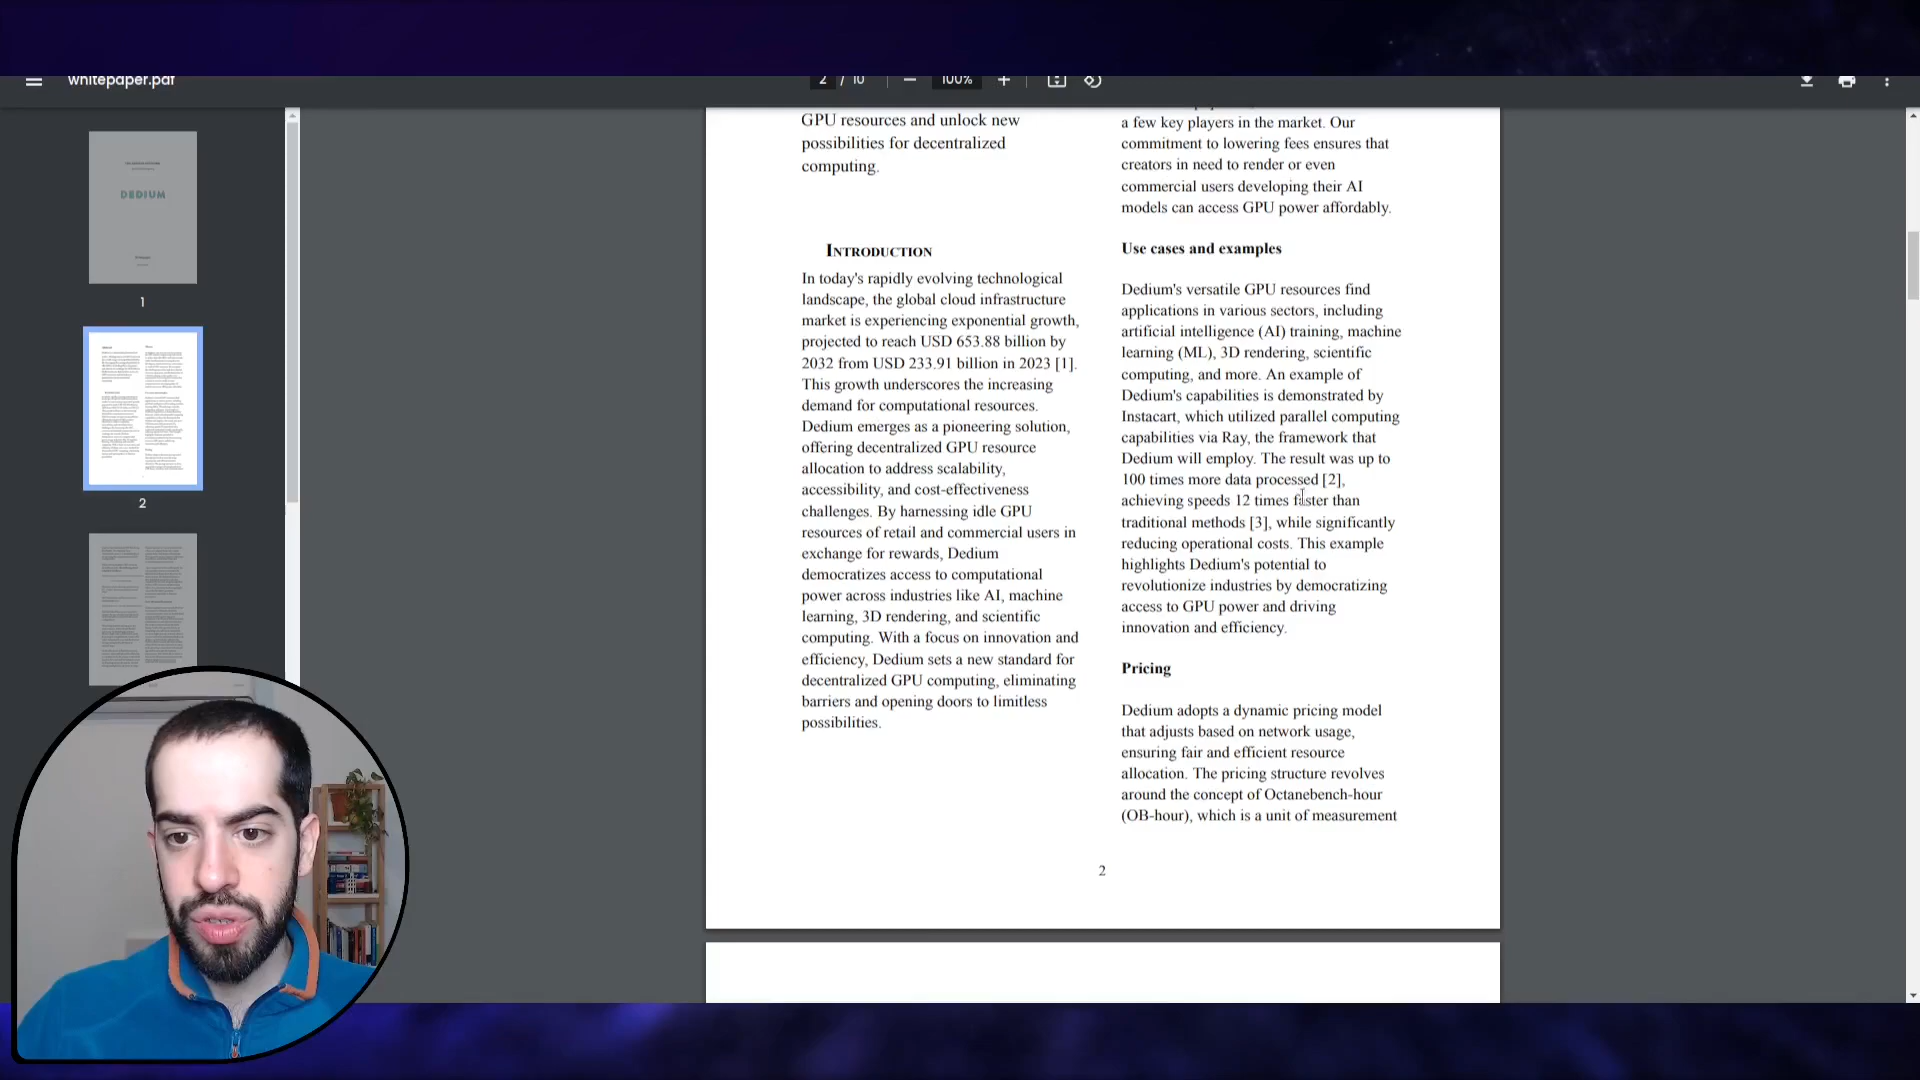 whitepaper.pdf
2 / 10
100%
DEDIUM
1
2
GPU resources and unlock new
possibilities for decentralized
computing.
INTRODUCTION
In today's rapidly evolving technological
landscape, the global cloud infrastructure
market is experiencing exponential growth,
projected to reach USD 653.88 billion by
2032 from USD 233.91 billion in 2023 [1].
This growth underscores the increasing
demand for computational resources.
Dedium emerges as a pioneering solution,
offering decentralized GPU resource
allocation to address scalability,
accessibility, and cost-effectiveness
challenges. By harnessing idle GPU
resources of retail and commercial users in
exchange for rewards, Dedium
democratizes access to computational
power across industries like AI, machine
learning, 3D rendering, and scientific
computing. With a focus on innovation and
efficiency, Dedium sets a new standard for
decentralized GPU computing, eliminating
barriers and opening doors to limitless
possibilities.
a few key players in the market. Our
commitment to lowering fees ensures that
creators in need to render or even
commercial users developing their AI
models can access GPU power affordably.
Use cases and examples
Dedium's versatile GPU resources find
applications in various sectors, including
artificial intelligence (AI) training, machine
learning (ML), 3D rendering, scientific
computing, and more. An example of
Dedium's capabilities is demonstrated by
Instacart, which utilized parallel computing
capabilities via Ray, the framework that
Dedium will employ. The result was up to
100 times more data processed [2],
achieving speeds 12 times faster than
traditional methods [3], while significantly
reducing operational costs. This example
highlights Dedium's potential to
revolutionize industries by democratizing
access to GPU power and driving
innovation and efficiency.
Pricing
Dedium adopts a dynamic pricing model
that adjusts based on network usage,
ensuring fair and efficient resource
allocation. The pricing structure revolves
around the concept of Octanebench-hour
(OB-hour), which is a unit of measurement
2